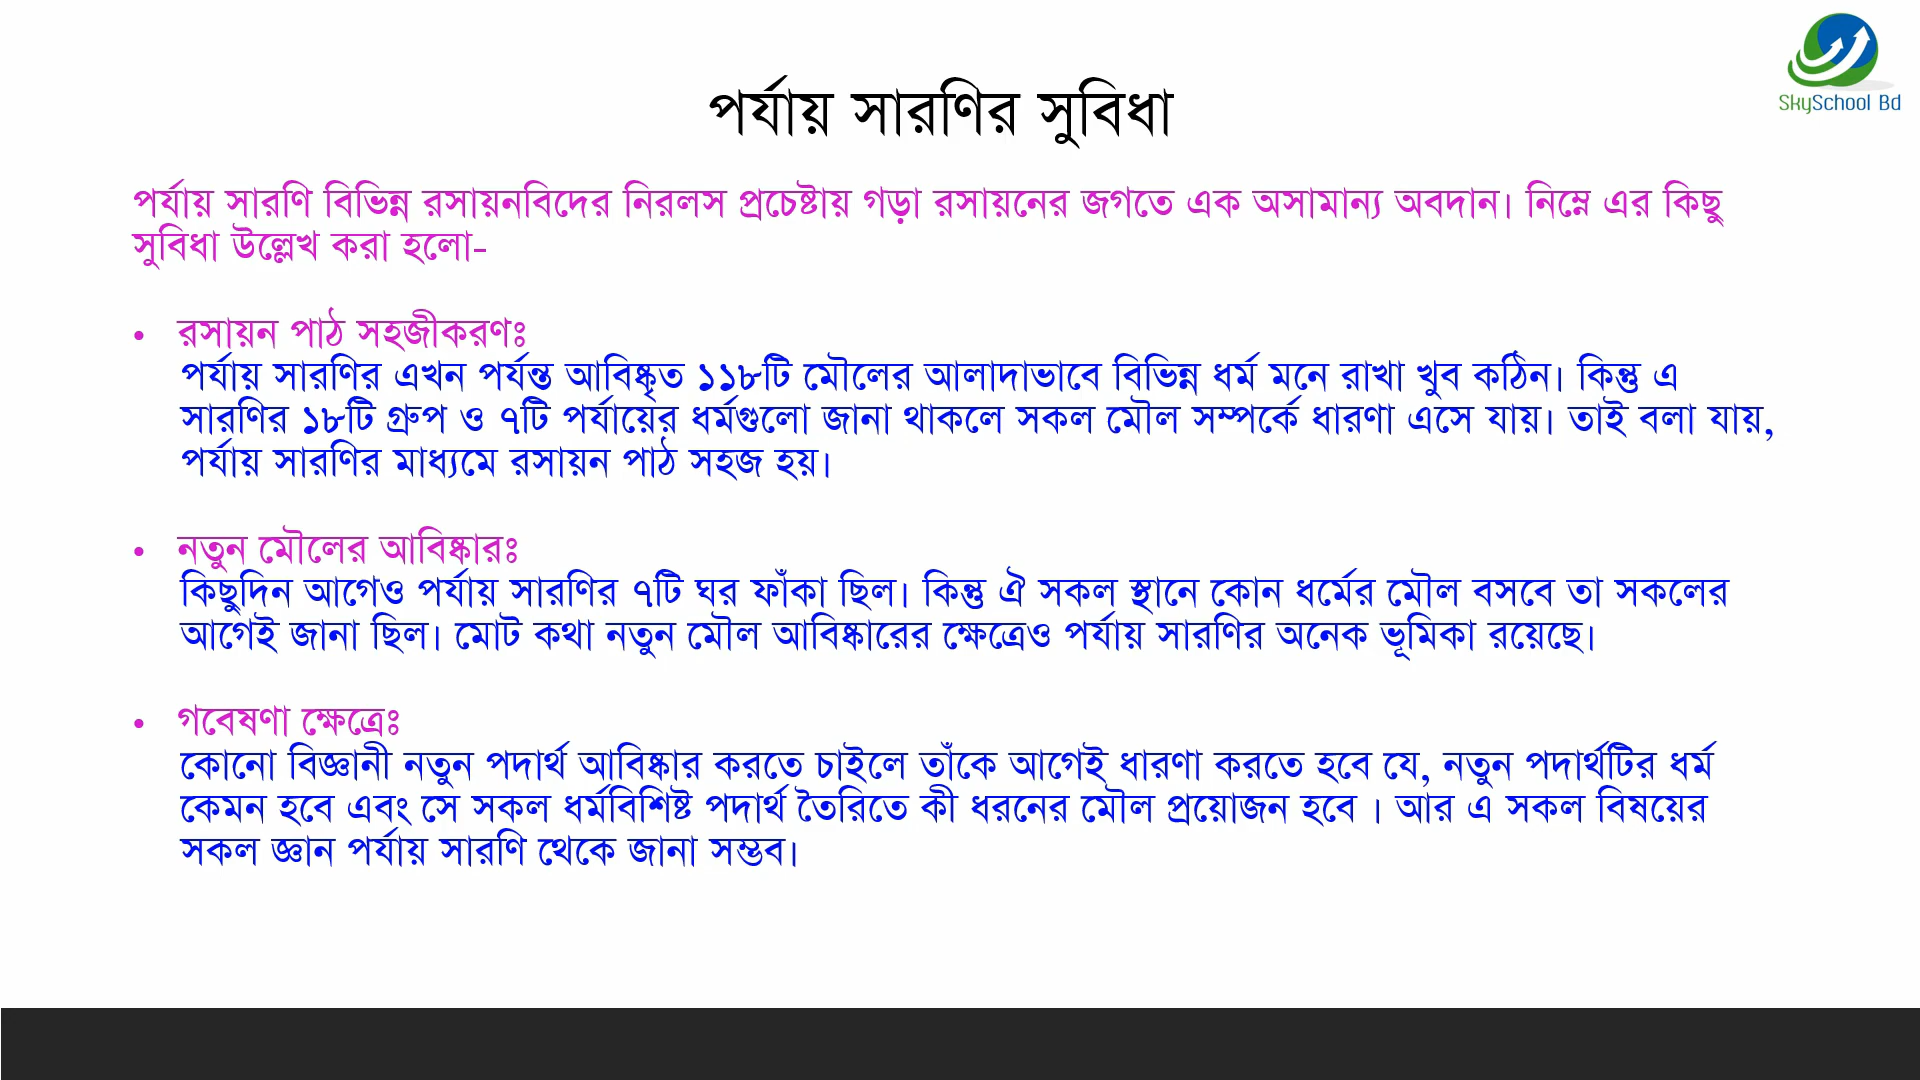 SkySchool Bd
পর্যায় সারণির সুবিধা
পর্যায় সারণি বিভিন্ন রসায়নবিদের নিরলস প্রচেষ্টায় গড়া রসায়নের জগতে এক অসামান্য অবদান। নিম্নে এর কিছু
সুবিধা উল্লেখ করা হলো-
• রসায়ন পাঠ সহজীকরণঃ
পর্যায় সারণির এখন পর্যন্ত আবিষ্কৃত ১১৮টি মৌলের আলাদাভাবে বিভিন্ন ধর্ম মনে রাখা খুব কঠিন। কিন্তু এ
সারণির ১৮টি গ্রুপ ও ৭টি পর্যায়ের ধর্মগুলো জানা থাকলে সকল মৌল সম্পর্কে ধারণা এসে যায়। তাই বলা যায়,
পর্যায় সারণির মাধ্যমে রসায়ন পাঠ সহজ হয়।
• নতুন মৌলের আবিষ্কারঃ
কিছুদিন আগেও পর্যায় সারণির ৭টি ঘর ফাঁকা ছিল। কিন্তু ঐ সকল স্থানে কোন ধর্মের মৌল বসবে তা সকলের
আগেই জানা ছিল। মোট কথা নতুন মৌল আবিষ্কারের ক্ষেত্রেও পর্যায় সারণির অনেক ভূমিকা রয়েছে।
• গবেষণা ক্ষেত্রেঃ
কোনো বিজ্ঞানী নতুন পদার্থ আবিষ্কার করতে চাইলে তাঁকে আগেই ধারণা করতে হবে যে, নতুন পদার্থটির ধর্ম
কেমন হবে এবং সে সকল ধর্মবিশিষ্ট পদার্থ তৈরিতে কী ধরনের মৌল প্রয়োজন হবে । আর এ সকল বিষয়ের
সকল জ্ঞান পর্যায় সারণি থেকে জানা সম্ভব।